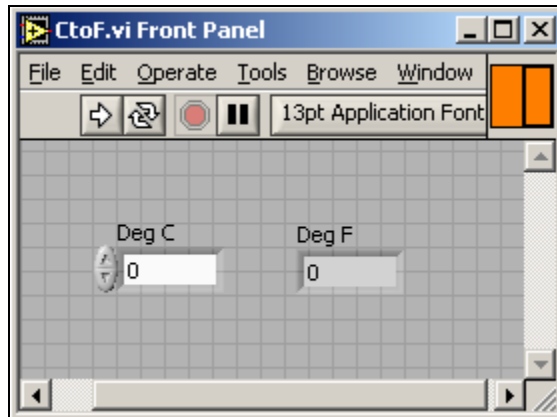 CtoF.vi Front Panel
File Edit Operate Tools Browse Window
13pt Application Font
Deg C
Deg F
0
0